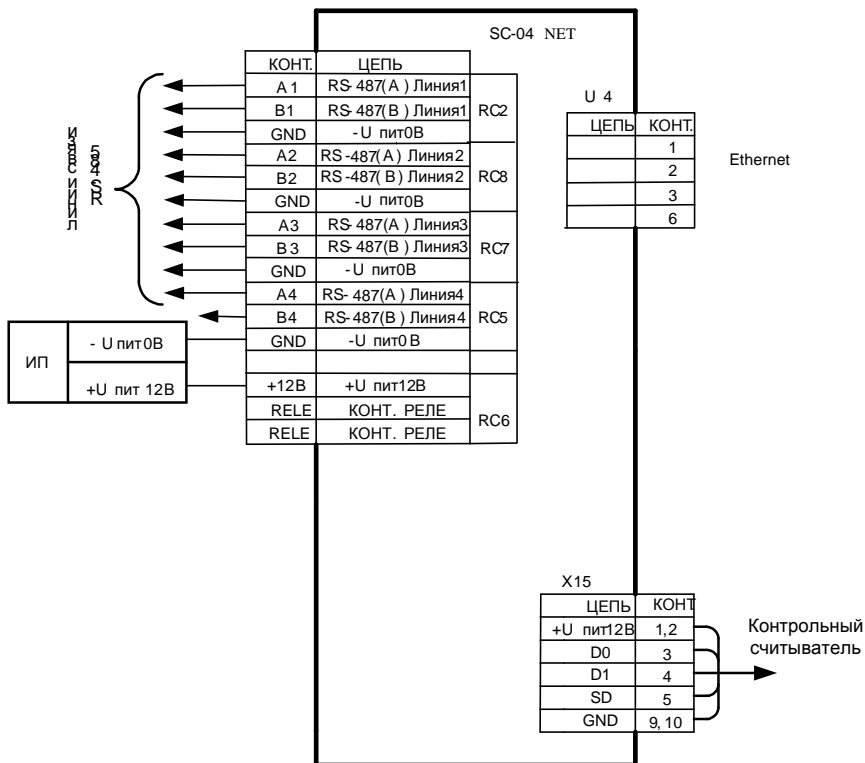 SC-04 NET
КОНТ. ЦЕПЬ
A1 RS-487(A) Линия1
B1 RS-487(B) Линия1
GND -U пит0В
RC2
A2 RS-487(A) Линия2
B2 RS-487(B) Линия2
GND -U пит0В
RC8
A3 RS-487(A) Линия3
B3 RS-487(B) Линия3
GND -U пит0В
RC7
A4 RS-487(A) Линия4
B4 RS-487(B) Линия4
GND -U пит0В
RC5
+12В +U пит12В
RELE КОНТ. РЕЛЕ
RELE КОНТ. РЕЛЕ
RC6
ИП
- U пит0В
+U пит 12В
U 4
ЦЕПЬ КОНТ.
1
2
3
6
Ethernet
X15
ЦЕПЬ КОНТ
+U пит12В 1,2
D0 3
D1 4
SD 5
GND 9, 10
Контрольный
считыватель